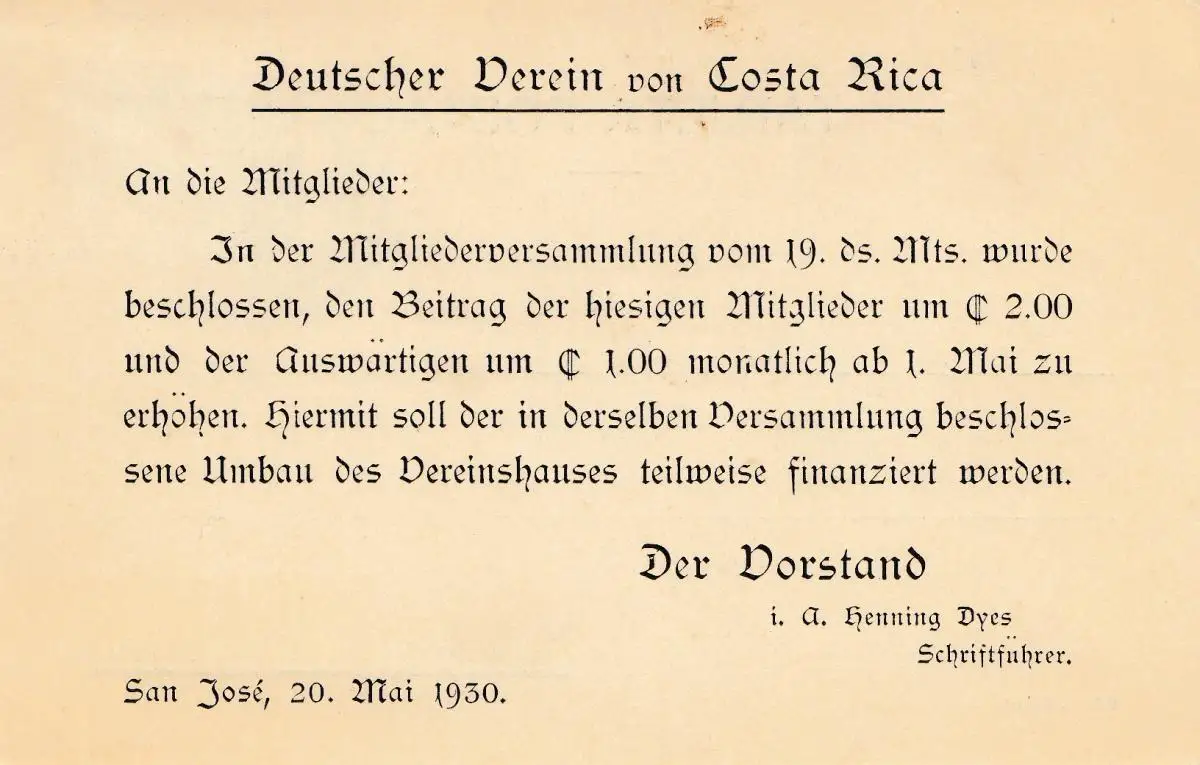 Deutscher Verein von Costa Rica
An die Mitglieder:
In der Mitgliederversammlung vom 19. ds. Mts. wurde
beschlossen, den Beitrag der hiesigen Mitglieder um ₡ 2.00
und der Auswärtigen um ₡ 1.00 monatlich ab 1. Mai zu
erhöhen. Hiermit soll der in derselben Versammlung beschlos=
sene Umbau des Vereinshauses teilweise finanziert werden.
Der Vorstand
i. A. Henning Dyes
Schriftführer.
San José, 20. Mai 1930.